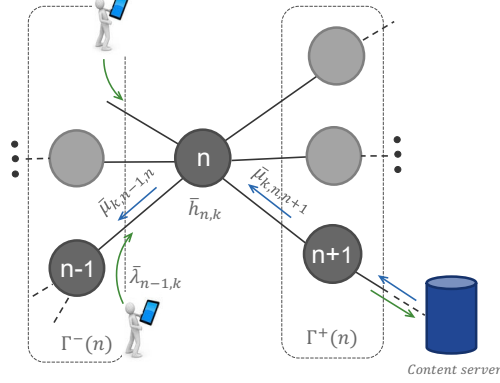 n
μ̄ₖ,ₙ₋₁,ₙ
μ̄ₖ,ₙ,ₙ₊₁
h̄ₙ,ₖ
n-1
n+1
λ̄ₙ₋₁,ₖ
Γ⁻(n)
Γ⁺(n)
Content server